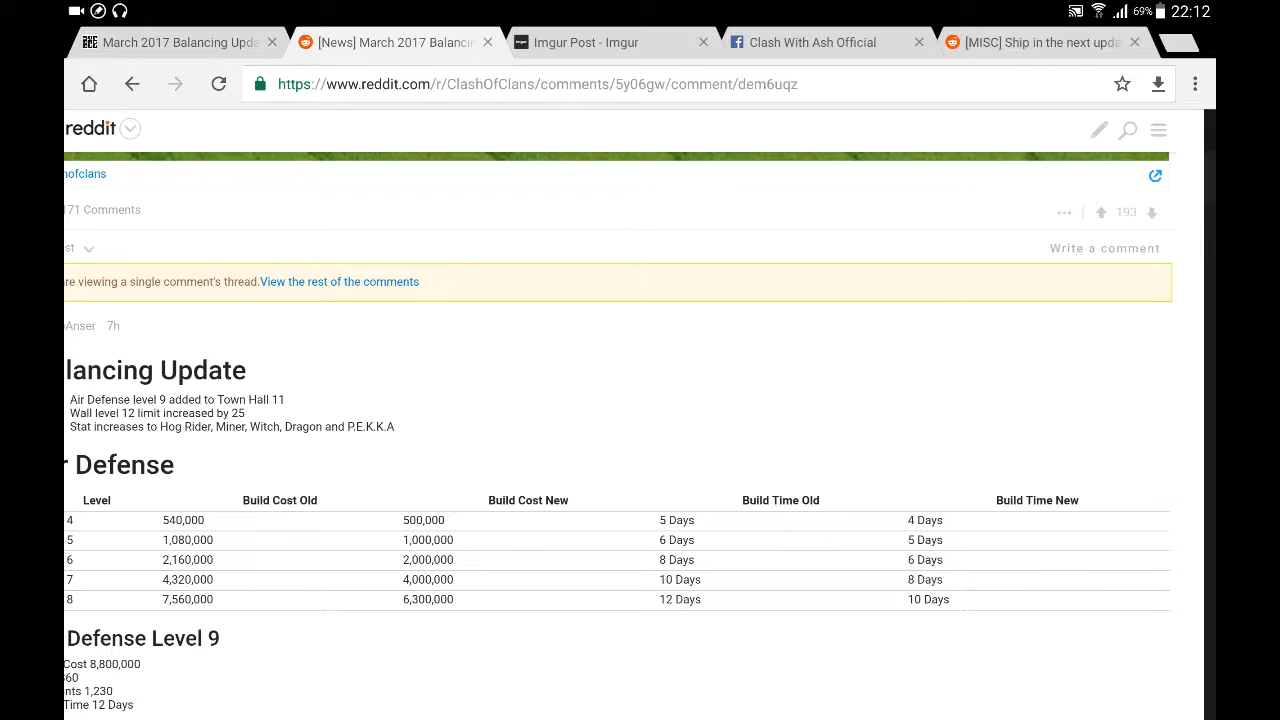 69% 22:12
March 2017 Balancing Upda
[News] March 2017 Balancin
Imgur Post - Imgur
Clash With Ash Official
[MISC] Ship in the next upda
https://www.reddit.com/r/ClashOfClans/comments/5y06gw/comment/dem6uqz
reddit
hofclans
171 Comments
193
st
Write a comment
re viewing a single comment's thread.View the rest of the comments
Anser 7h
lancing Update
Air Defense level 9 added to Town Hall 11
Wall level 12 limit increased by 25
Stat increases to Hog Rider, Miner, Witch, Dragon and P.E.K.K.A
r Defense
Level Build Cost Old Build Cost New Build Time Old Build Time New
4 540,000 500,000 5 Days 4 Days
5 1,080,000 1,000,000 6 Days 5 Days
6 2,160,000 2,000,000 8 Days 6 Days
7 4,320,000 4,000,000 10 Days 8 Days
8 7,560,000 6,300,000 12 Days 10 Days
Defense Level 9
Cost 8,800,000
60
nts 1,230
Time 12 Days